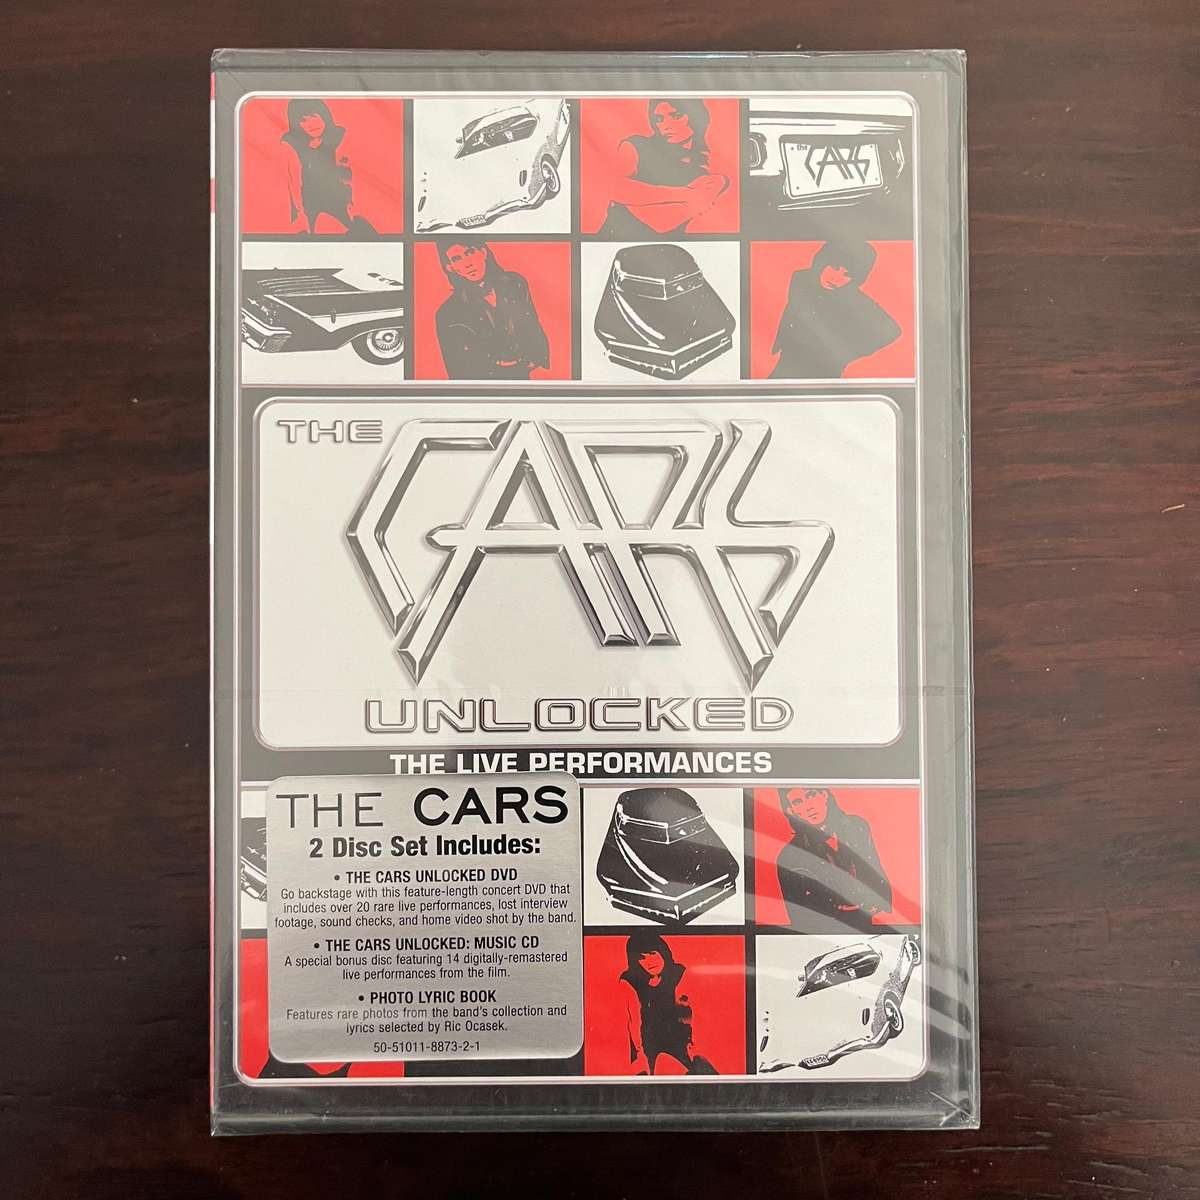 the CARS
THE CARS
UNLOCKED
THE LIVE PERFORMANCES
THE CARS
2 Disc Set Includes:
• THE CARS UNLOCKED DVD
Go backstage with this feature-length concert DVD that
includes over 20 rare live performances, lost interview
footage, sound checks, and home video shot by the band.
• THE CARS UNLOCKED: MUSIC CD
A special bonus disc featuring 14 digitally-remastered
live performances from the film.
• PHOTO LYRIC BOOK
Features rare photos from the band's collection and
lyrics selected by Ric Ocasek.
50-51011-8873-2-1